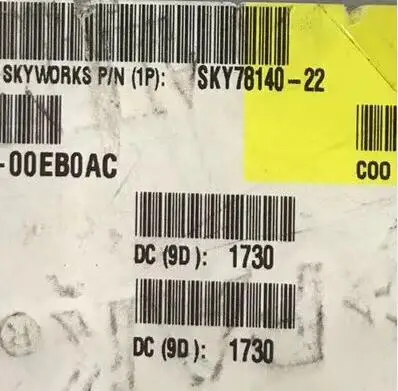 SKYWORKS P/N (1P): SKY78140-22
-00EB0AC
COO
DC (9D): 1730
DC (9D): 1730